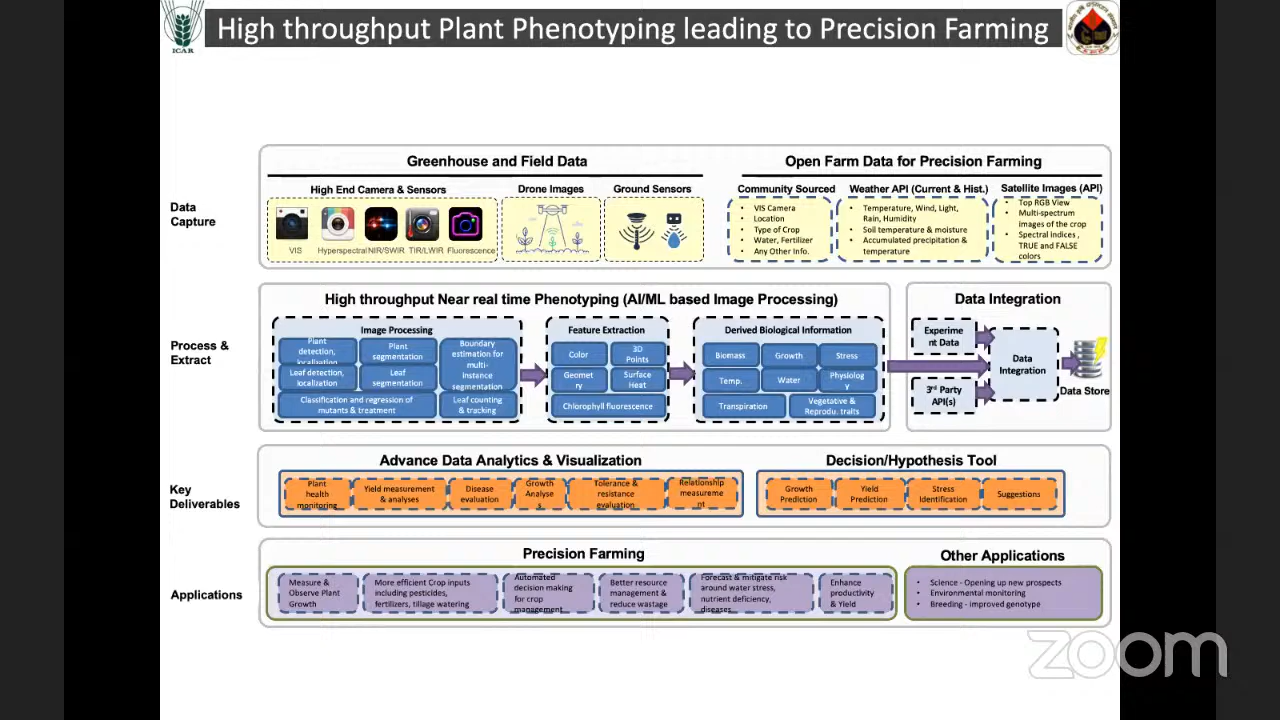 High throughput Plant Phenotyping leading to Precision Farming
ICAR
Greenhouse and Field Data
Open Farm Data for Precision Farming
Data
Capture
High End Camera & Sensors
Drone Images
Ground Sensors
Community Sourced
Weather API (Current & Hist.)
Satellite Images (API)
VIS
Hyperspectral
NIR/SWIR
TIR/LWIR
Fluorescence
• VIS Camera
• Location
• Type of Crop
• Water, Fertilizer
• Any Other Info.
• Temperature, Wind, Light,
Rain, Humidity
• Soil temperature & moisture
• Accumulated precipitation &
temperature
• Top RGB View
• Multi-spectrum
images of the crop
• Spectral Indices ,
TRUE and FALSE
colors
Process &
Extract
High throughput Near real time Phenotyping (AI/ML based Image Processing)
Image Processing
Plant
detection,
localization
Plant
segmentation
Boundary
estimation for
multi-
instance
segmentation
Leaf detection,
localization
Leaf
segmentation
Classification and regression of
mutants & treatment
Leaf counting
& tracking
Feature Extraction
Color
3D
Points
Geomet
ry
Surface
Heat
Chlorophyll fluorescence
Derived Biological Information
Biomass
Growth
Stress
Temp.
Water
Physiolog
y
Transpiration
Vegetative &
Reprodu. traits
Data Integration
Experime
nt Data
3rd Party
API(s)
Data
Integration
Data Store
Key
Deliverables
Advance Data Analytics & Visualization
Plant
health
monitoring
Yield measurement
& analyses
Disease
evaluation
Growth
Analyse
s
Tolerance &
resistance
evaluation
Relationship
measureme
nt
Decision/Hypothesis Tool
Growth
Prediction
Yield
Prediction
Stress
Identification
Suggestions
Applications
Precision Farming
Measure &
Observe Plant
Growth
More efficient Crop inputs
including pesticides,
fertilizers, tillage watering
Automated
decision making
for crop
management
Better resource
management &
reduce wastage
Forecast & mitigate risk
around water stress,
nutrient deficiency,
diseases
Enhance
productivity
& Yield
Other Applications
• Science - Opening up new prospects
• Environmental monitoring
• Breeding - improved genotype
zoom